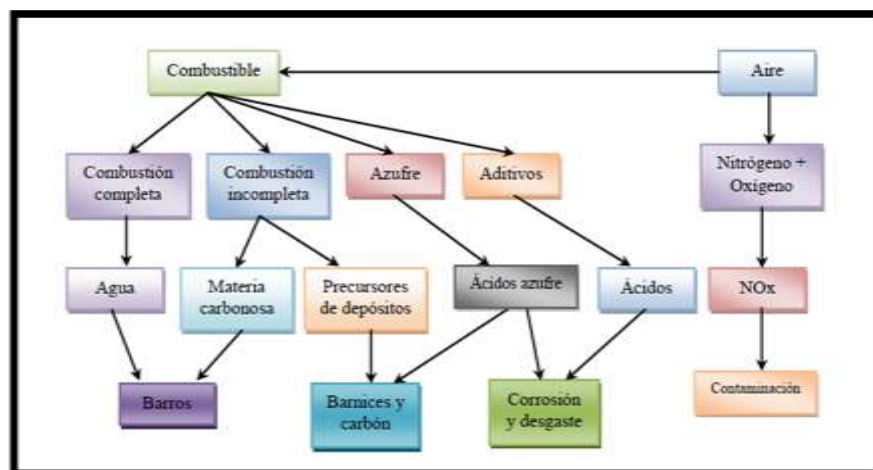 Combustible
Aire
Combustión
completa
Combustión
incompleta
Azufre
Aditivos
Nitrógeno +
Oxigeno
Agua
Materia
carbonosa
Precursores
de depósitos
Ácidos azufre
Ácidos
NOx
Barros
Barnices y
carbón
Corrosión
y desgaste
Contaminación